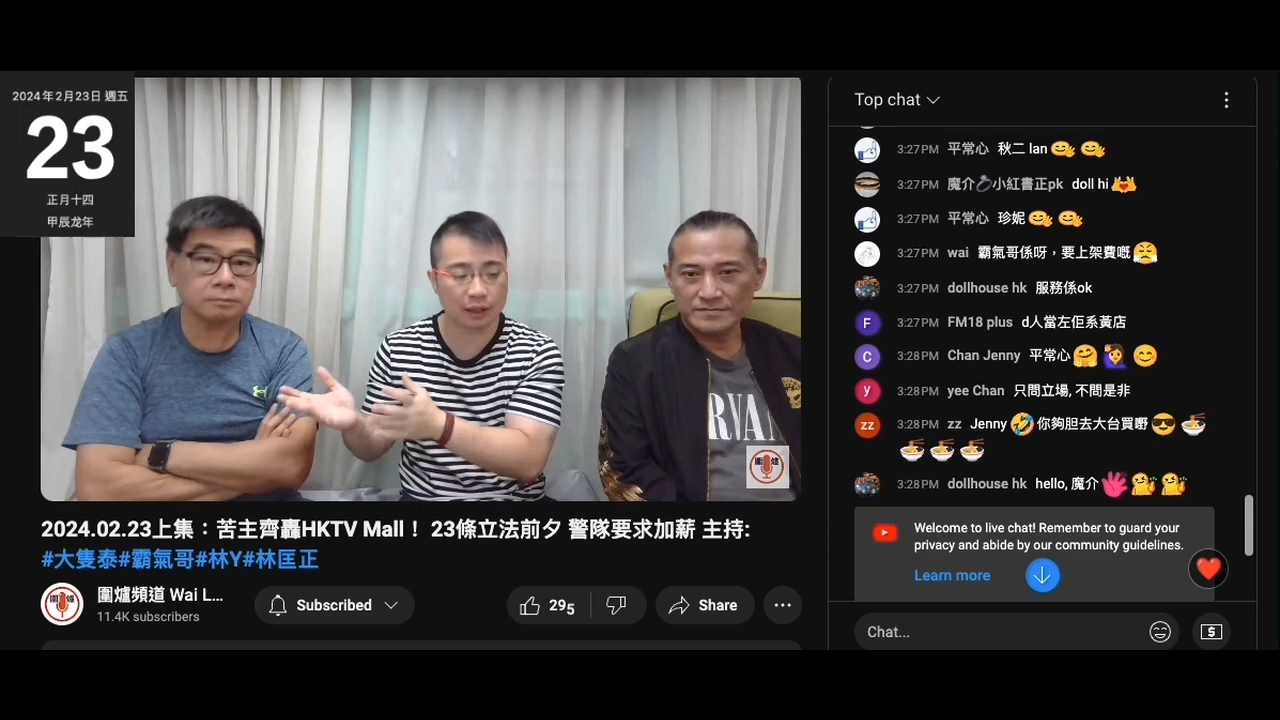 2024年2月23日 週五
23
正月十四
甲辰龙年
RVAN
2024.02.23上集：苦主齊轟HKTV Mall！ 23條立法前夕 警隊要求加薪 主持:
#大隻泰#霸氣哥#林Y#林匡正
圍爐頻道 Wai L...
11.4K subscribers
Subscribed
295
Share
Top chat
3:27PM 平常心 秋二 lan
3:27PM 魔介💍小紅書正pk doll hi
3:27PM 平常心 珍妮
3:27PM wai 霸氣哥係呀，要上架費嘅
3:27PM dollhouse hk 服務係ok
F 3:27PM FM18 plus d人當左佢系黃店
C 3:28PM Chan Jenny 平常心
y 3:28PM yee Chan 只問立場, 不問是非
zz 3:28PM zz Jenny 你夠胆去大台買嘢
3:28PM dollhouse hk hello, 魔介
Welcome to live chat! Remember to guard your
privacy and abide by our community guidelines.
Learn more
Chat...